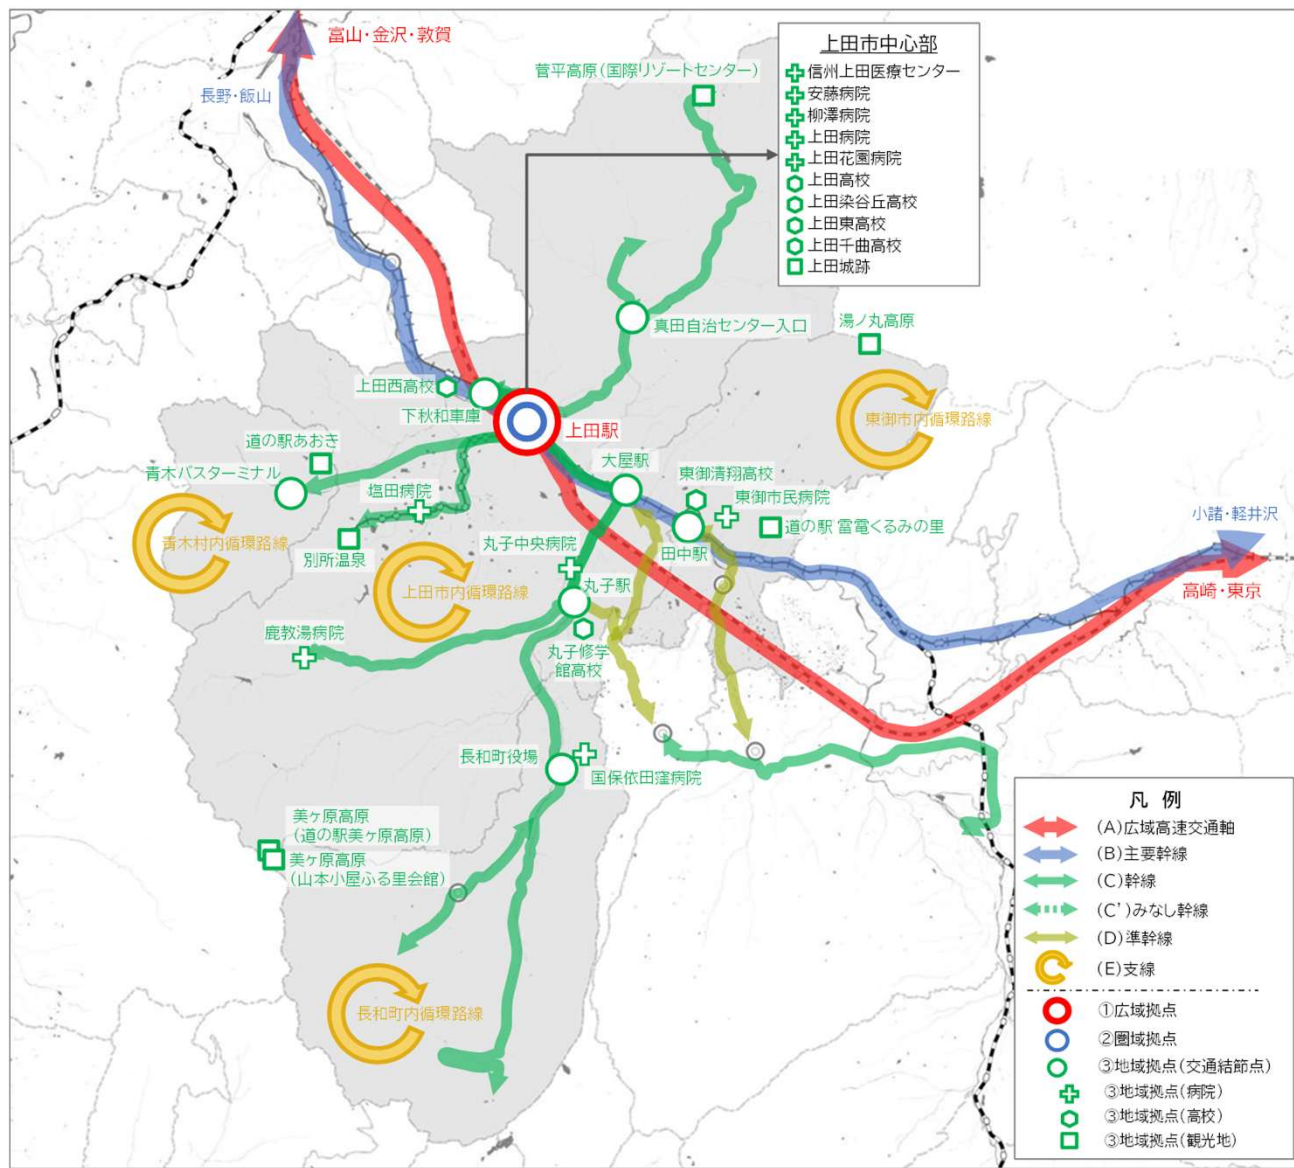 富山・金沢・敦賀
長野・飯山
菅平高原(国際リゾートセンター)
上田市中心部
信州上田医療センター
安藤病院
柳澤病院
上田病院
上田花園病院
上田高校
上田染谷丘高校
上田東高校
上田千曲高校
上田城跡
真田自治センター入口
湯ノ丸高原
上田西高校
下秋和車庫
上田駅
東御市内循環路線
道の駅あおき
青木バスターミナル
塩田病院
大屋駅
東御清翔高校
東御市民病院
道の駅 雷電くるみの里
田中駅
小諸・軽井沢
高崎・東京
青木村内循環路線
別所温泉
上田市内循環路線
丸子中央病院
丸子駅
鹿教湯病院
丸子修学
館高校
長和町役場
国保依田窪病院
美ヶ原高原
(道の駅美ヶ原高原)
美ヶ原高原
(山本小屋ふる里会館)
長和町内循環路線
凡 例
(A)広域高速交通軸
(B)主要幹線
(C)幹線
(C')みなし幹線
(D)準幹線
(E)支線
①広域拠点
②圏域拠点
③地域拠点(交通結節点)
③地域拠点(病院)
③地域拠点(高校)
③地域拠点(観光地)